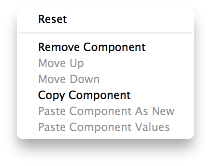 Reset
Remove Component
Move Up
Move Down
Copy Component
Paste Component As New
Paste Component Values